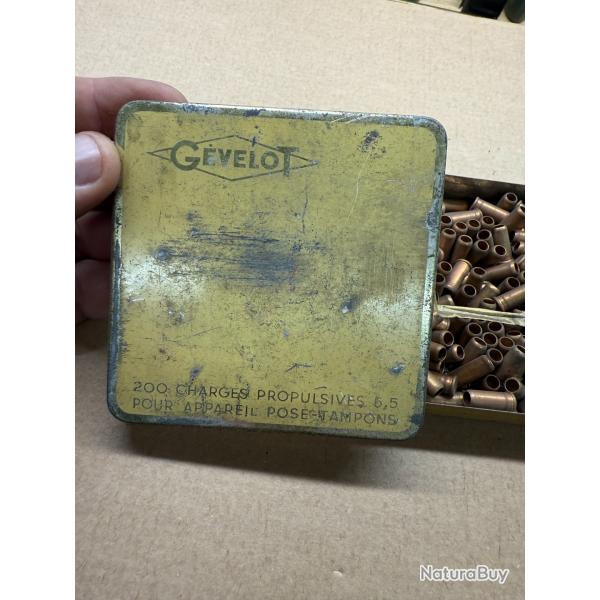 GÉVELOT
200 CHARGES PROPULSIVES 6,5
POUR APPAREIL POSE-TAMPONS
NaturaBuy